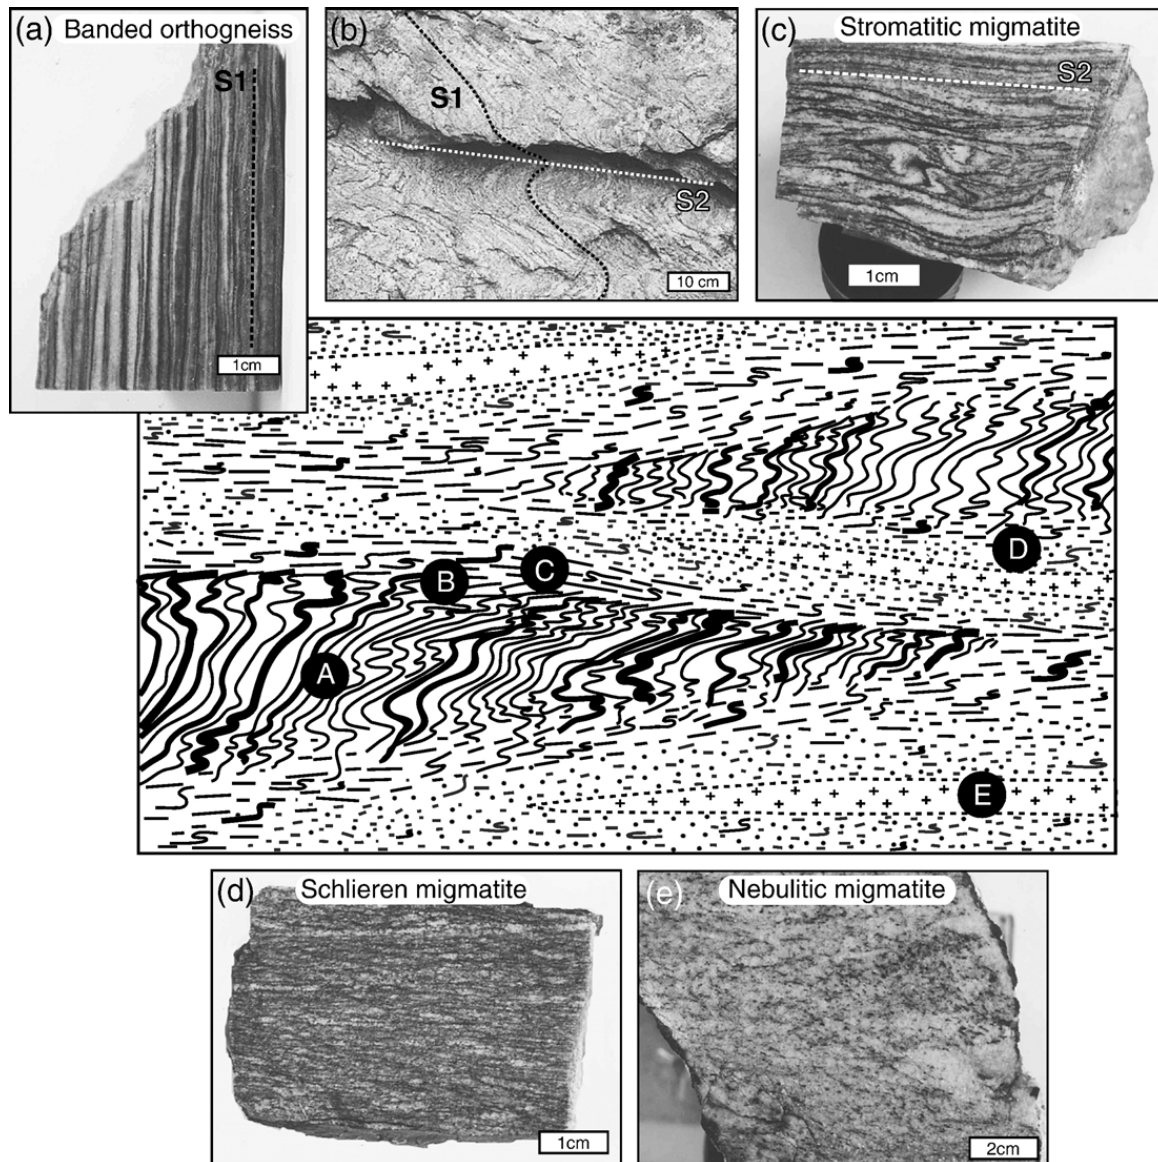 (a) Banded orthogneiss
S1
1cm
(b)
S1
S2
10 cm
(c) Stromatitic migmatite
S2
1cm
A
B
C
D
E
(d) Schlieren migmatite
1cm
(e) Nebulitic migmatite
2cm